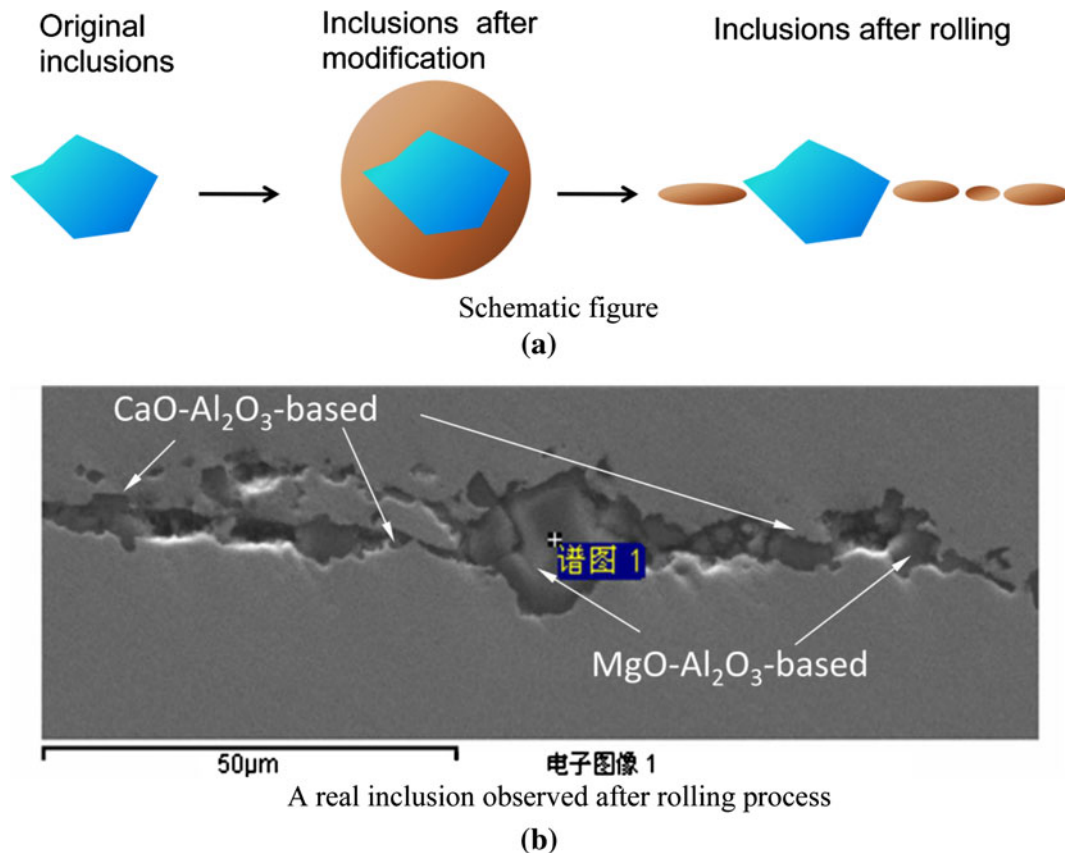 Original
inclusions
Inclusions after
modification
Inclusions after rolling
Schematic figure
(a)
CaO-Al₂O₃-based
谱图 1
MgO-Al₂O₃-based
50μm
电子图像 1
A real inclusion observed after rolling process
(b)